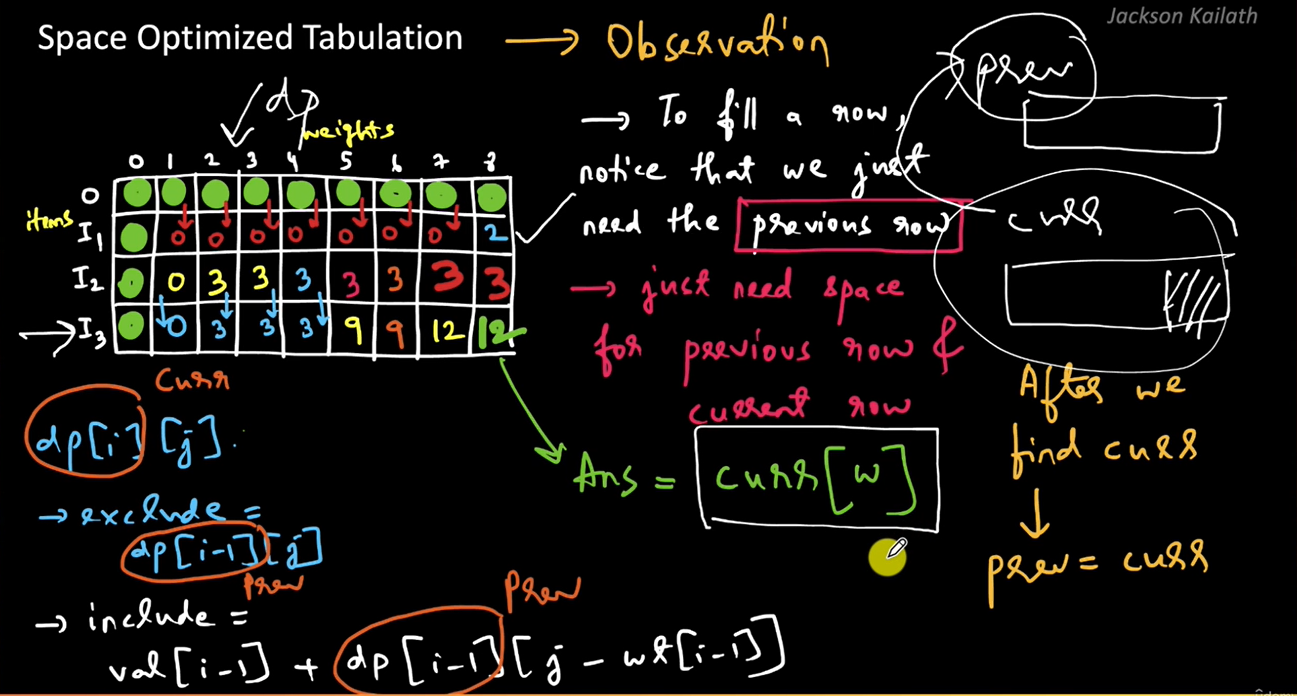 Space Optimized Tabulation → Observation
Jackson Kailath
dp
weights
0 1 2 3 4 5 6 7 8
items
0
I1 0 0 0 0 0 0 0 2
I2 0 3 3 3 3 3 3 3
I3 0 3 3 3 9 9 12 12
→ To fill a row,
notice that we just
need the previous row
→ just need space
for previous row &
current row
Ans = curr[w]
prev
curr
After we
find curr
↓
prev = curr
curr
dp[i][j]
→ exclude =
dp[i-1][j]
prev
→ include =
prev
val[i-1] + dp[i-1][j - wt[i-1]]